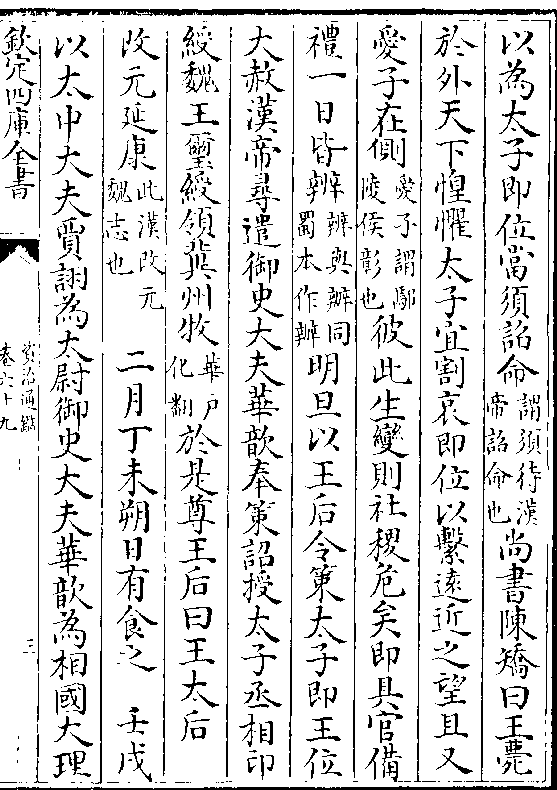 以為太子即位當須詔命謂須待漢帝詔命也尚書陳矯曰王薨
於外天下惶懼太子宜割哀即位以繫逺近之望且又
愛子在側愛子謂鄢陵侯彰也彼此生變則社稷危矣即具官備
禮一日皆辨辨與辦同蜀本作辦明旦以王后令策太子即王位
大赦漢帝尋遣御史大夫華歆奉策詔授太子丞相印
綬魏王璽綬領冀州牧華户化翻於是尊王后曰王太后
改元延康此漢改元魏志也 二月丁未朔日有食之 壬戌
以太中大夫賈詡為太尉御史大夫華歆為相國大理
欽定四庫全書
資治通鑑
卷六十九
三